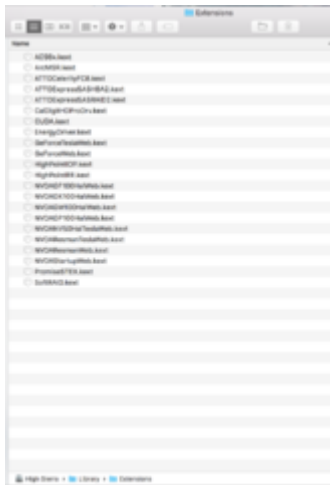 Extensions
Name
ACS6x.kext
ArcMSR.kext
ATTOCelerityFC8.kext
ATTOExpressSASHBA2.kext
ATTOExpressSASRAID2.kext
CalDigitHDProDrv.kext
CUDA.kext
EnergyDriver.kext
GeForceTeslaWeb.kext
GeForceWeb.kext
HighPointIOP.kext
HighPointRR.kext
NVDAGF100HalWeb.kext
NVDAGK100HalWeb.kext
NVDAGM100HalWeb.kext
NVDAGP100HalWeb.kext
NVDANV50HalTeslaWeb.kext
NVDAResmanTeslaWeb.kext
NVDAResmanWeb.kext
NVDAStartupWeb.kext
PromiseSTEX.kext
SoftRAID.kext
High Sierra
Library
Extensions